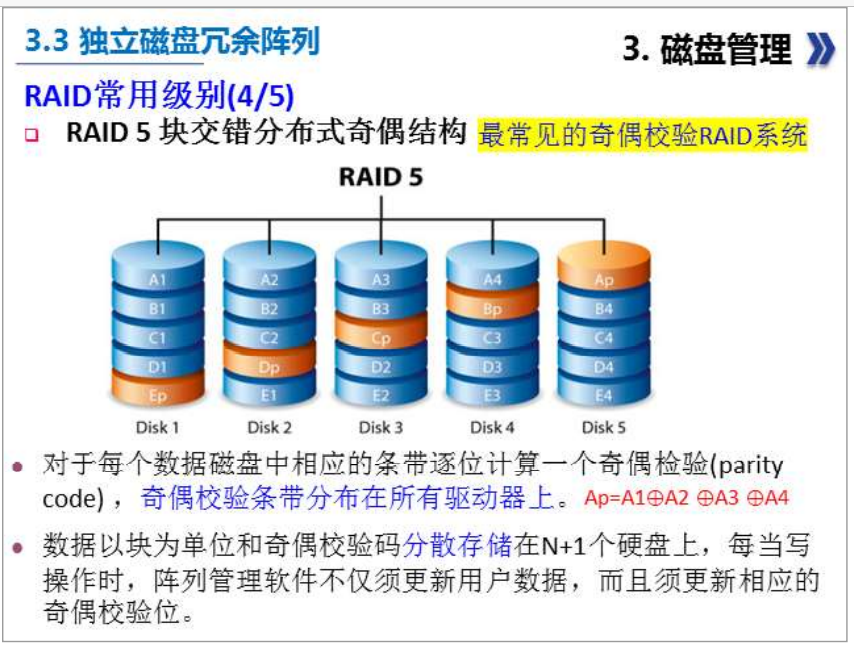 3.3 独立磁盘冗余阵列
3. 磁盘管理
RAID常用级别(4/5)
RAID 5 块交错分布式奇偶结构 最常见的奇偶校验RAID系统
RAID 5
A1 A2 A3 A4 Ap
B1 B2 B3 Bp B4
C1 C2 Cp C3 C4
D1 Dp D2 D3 D4
Ep E1 E2 E3 E4
Disk 1 Disk 2 Disk 3 Disk 4 Disk 5
对于每个数据磁盘中相应的条带逐位计算一个奇偶检验(parity
code) ，奇偶校验条带分布在所有驱动器上。 Ap=A1⊕A2 ⊕A3 ⊕A4
数据以块为单位和奇偶校验码分散存储在N+1个硬盘上，每当写
操作时，阵列管理软件不仅须更新用户数据，而且须更新相应的
奇偶校验位。